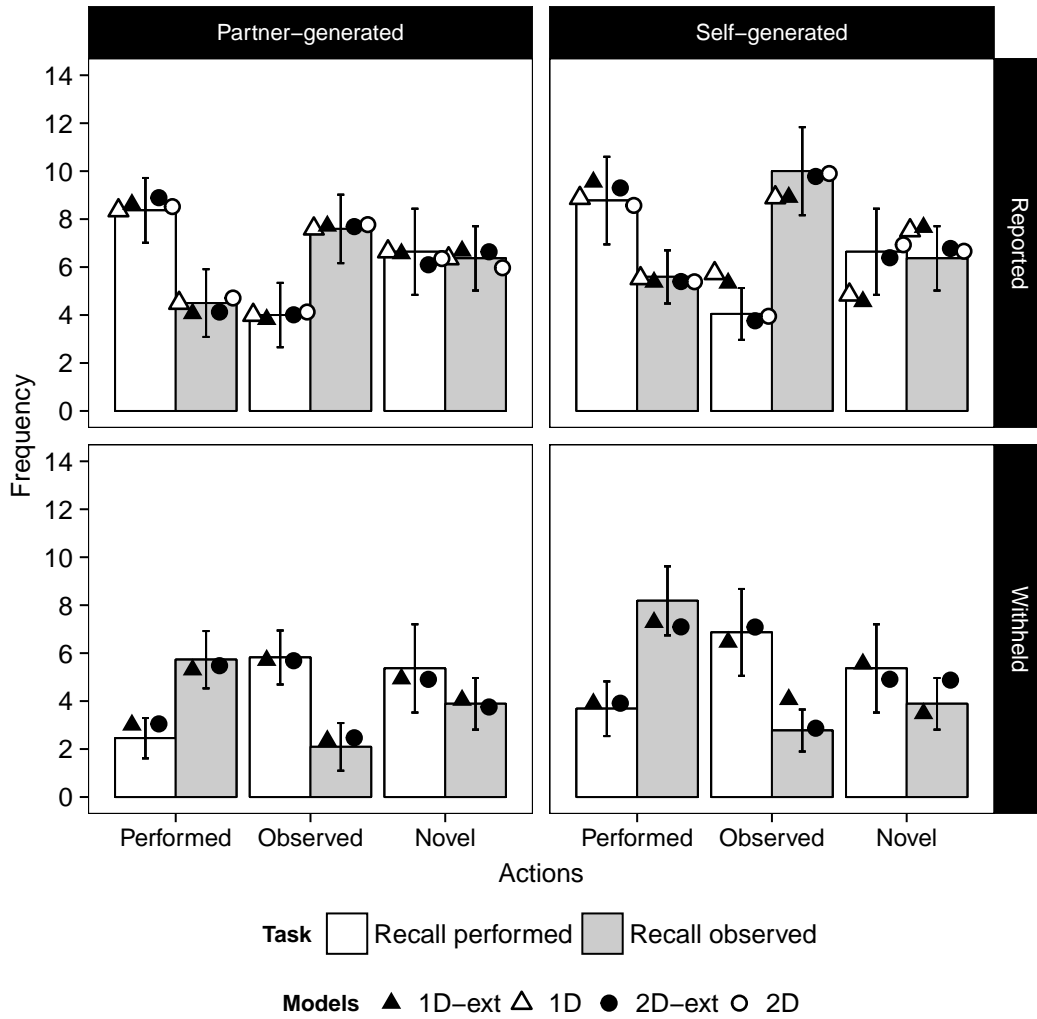 Partner−generated
Self−generated
14
12
10
8
6
4
2
0
Reported
14
12
10
8
6
4
2
0
Withheld
Frequency
Performed Observed Novel
Performed Observed Novel
Actions
Task Recall performed Recall observed
Models 1D−ext 1D 2D−ext 2D